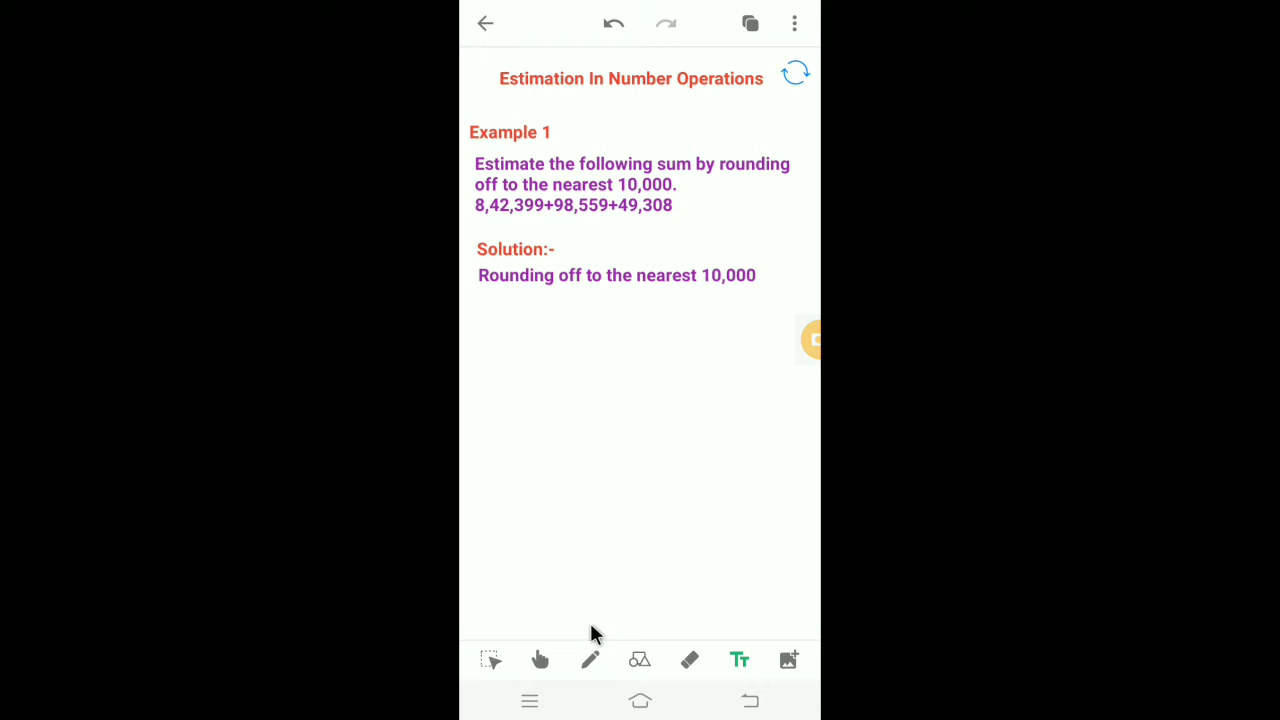 Estimation In Number Operations
Example 1
Estimate the following sum by rounding
off to the nearest 10,000.
8,42,399+98,559+49,308
Solution:-
Rounding off to the nearest 10,000
TT